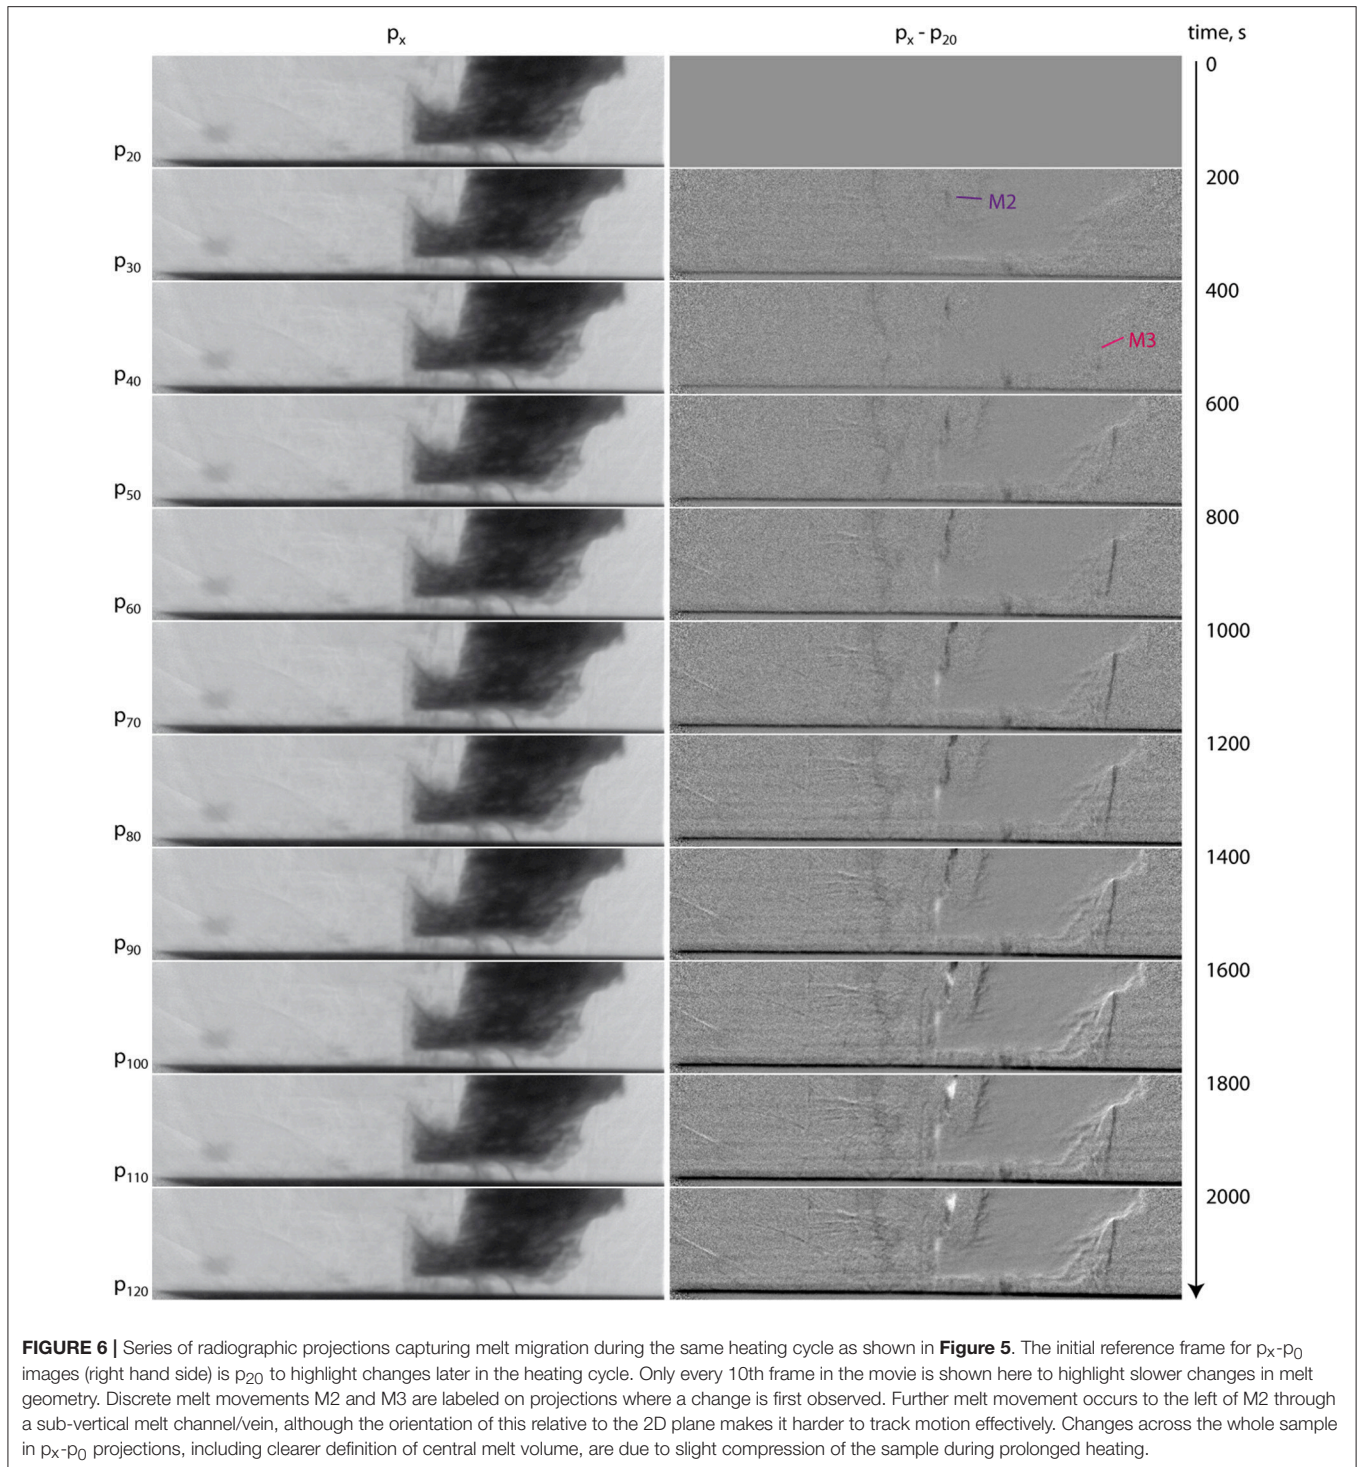 pₓ
pₓ - p₂₀
time, s
0
p₂₀
200
M2
p₃₀
400
M3
p₄₀
600
p₅₀
800
p₆₀
1000
p₇₀
1200
p₈₀
1400
p₉₀
1600
p₁₀₀
1800
p₁₁₀
2000
p₁₂₀
FIGURE 6 | Series of radiographic projections capturing melt migration during the same heating cycle as shown in Figure 5. The initial reference frame for pₓ-p₀
images (right hand side) is p₂₀ to highlight changes later in the heating cycle. Only every 10th frame in the movie is shown here to highlight slower changes in melt
geometry. Discrete melt movements M2 and M3 are labeled on projections where a change is first observed. Further melt movement occurs to the left of M2 through
a sub-vertical melt channel/vein, although the orientation of this relative to the 2D plane makes it harder to track motion effectively. Changes across the whole sample
in pₓ-p₀ projections, including clearer definition of central melt volume, are due to slight compression of the sample during prolonged heating.